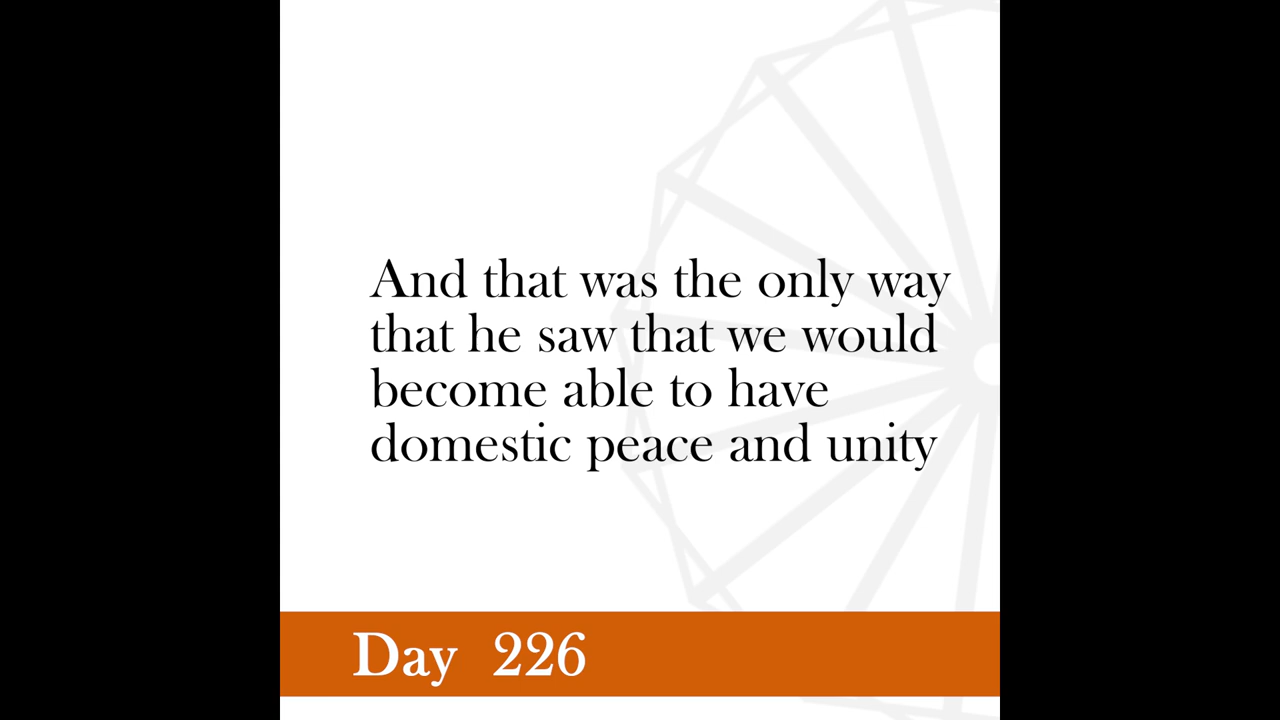 And that was the only way
that he saw that we would
become able to have
domestic peace and unity
Day 226